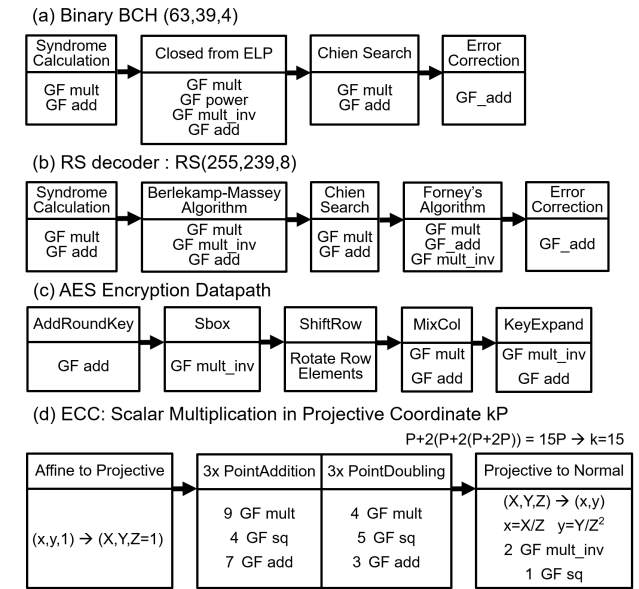 (a) Binary BCH (63,39,4)
Syndrome
Calculation
GF mult
GF add
Closed from ELP
GF mult
GF power
GF mult_inv
GF add
Chien Search
GF mult
GF add
Error
Correction
GF_add
(b) RS decoder : RS(255,239,8)
Syndrome
Calculation
GF mult
GF add
Berlekamp-Massey
Algorithm
GF mult
GF mult_inv
GF add
Chien
Search
GF mult
GF add
Forney's
Algorithm
GF mult
GF_add
GF mult_inv
Error
Correction
GF_add
(c) AES Encryption Datapath
AddRoundKey
GF add
Sbox
GF mult_inv
ShiftRow
Rotate Row
Elements
MixCol
GF mult
GF add
KeyExpand
GF mult_inv
GF add
(d) ECC: Scalar Multiplication in Projective Coordinate kP
P+2(P+2(P+2P)) = 15P → k=15
Affine to Projective
(x,y,1) → (X,Y,Z=1)
3x PointAddition
9 GF mult
4 GF sq
7 GF add
3x PointDoubling
4 GF mult
5 GF sq
3 GF add
Projective to Normal
(X,Y,Z) → (x,y)
x=X/Z y=Y/Z²
2 GF mult_inv
1 GF sq